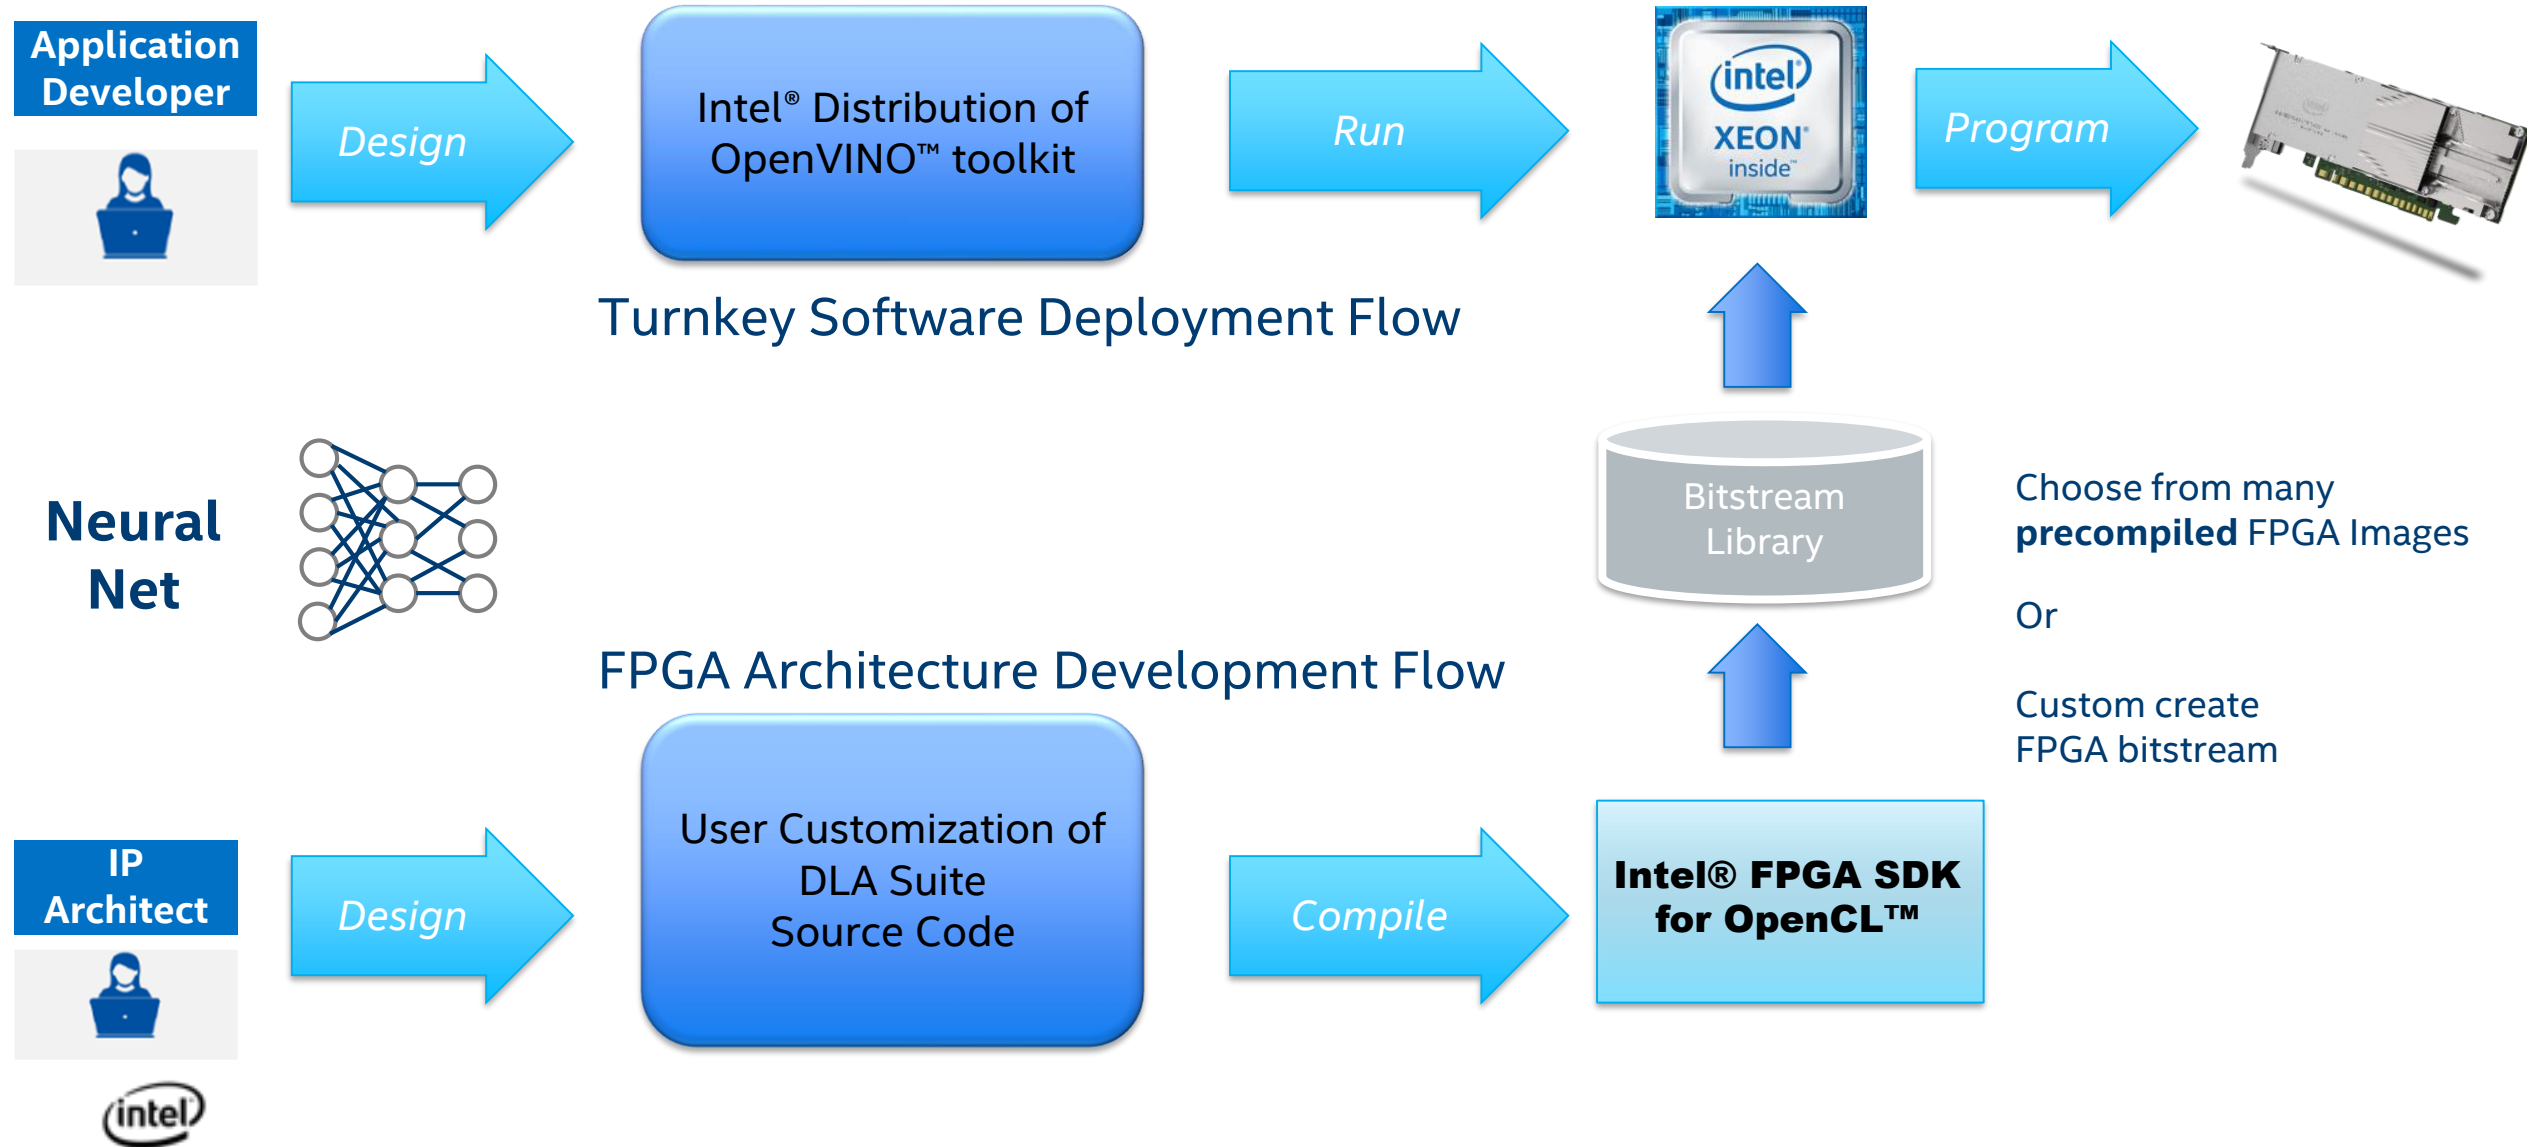 Application
Developer
Design
Intel® Distribution of
OpenVINO™ toolkit
Run
intel®
XEON®
inside™
Program
Turnkey Software Deployment Flow
Neural
Net
Bitstream
Library
Choose from many
precompiled FPGA Images
Or
Custom create
FPGA bitstream
FPGA Architecture Development Flow
IP
Architect
Design
User Customization of
DLA Suite
Source Code
Compile
Intel® FPGA SDK
for OpenCL™
intel